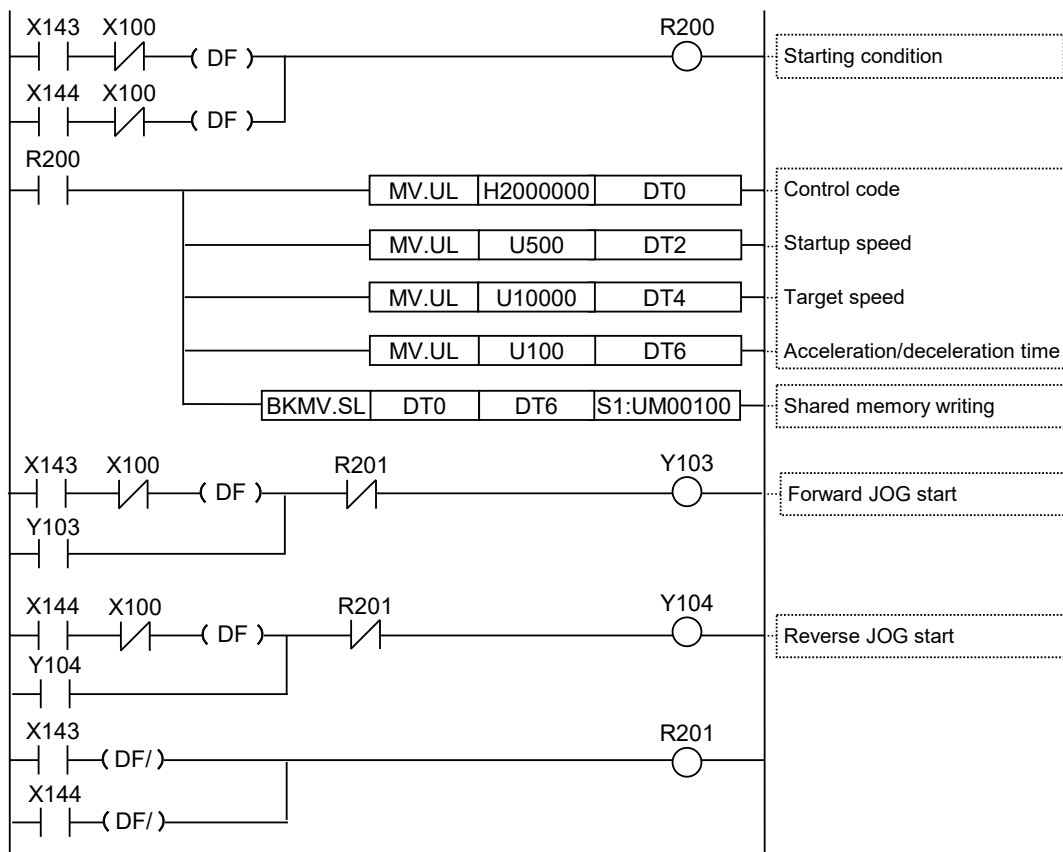 X143 X100 R200
( DF ) Starting condition
X144 X100
( DF )
R200
MV.UL H2000000 DT0 Control code
MV.UL U500 DT2 Startup speed
MV.UL U10000 DT4 Target speed
MV.UL U100 DT6 Acceleration/deceleration time
BKMV.SL DT0 DT6 S1:UM00100 Shared memory writing
X143 X100 R201 Y103
( DF ) Forward JOG start
Y103
X144 X100 R201 Y104
( DF ) Reverse JOG start
Y104
X143 R201
( DF/ )
X144
( DF/ )